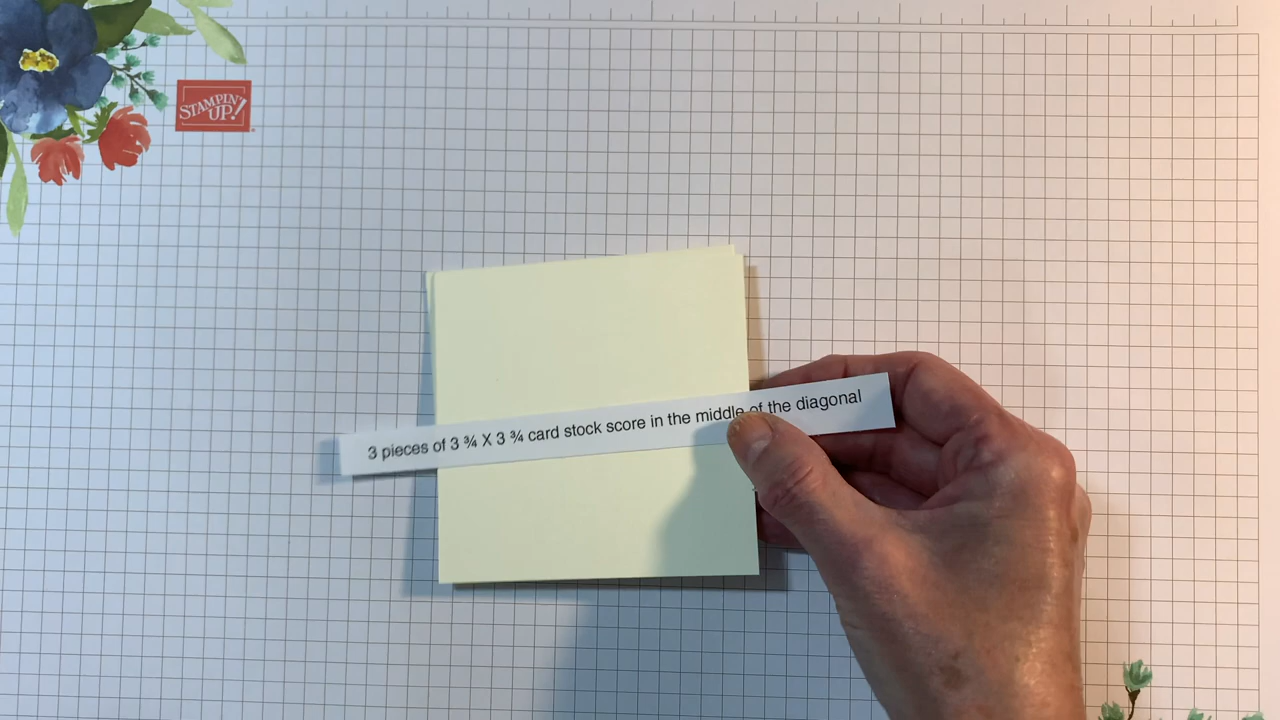 STAMPIN'
UP!
3 pieces of 3 ¾ X 3 ¾ card stock score in the middle of the diagonal